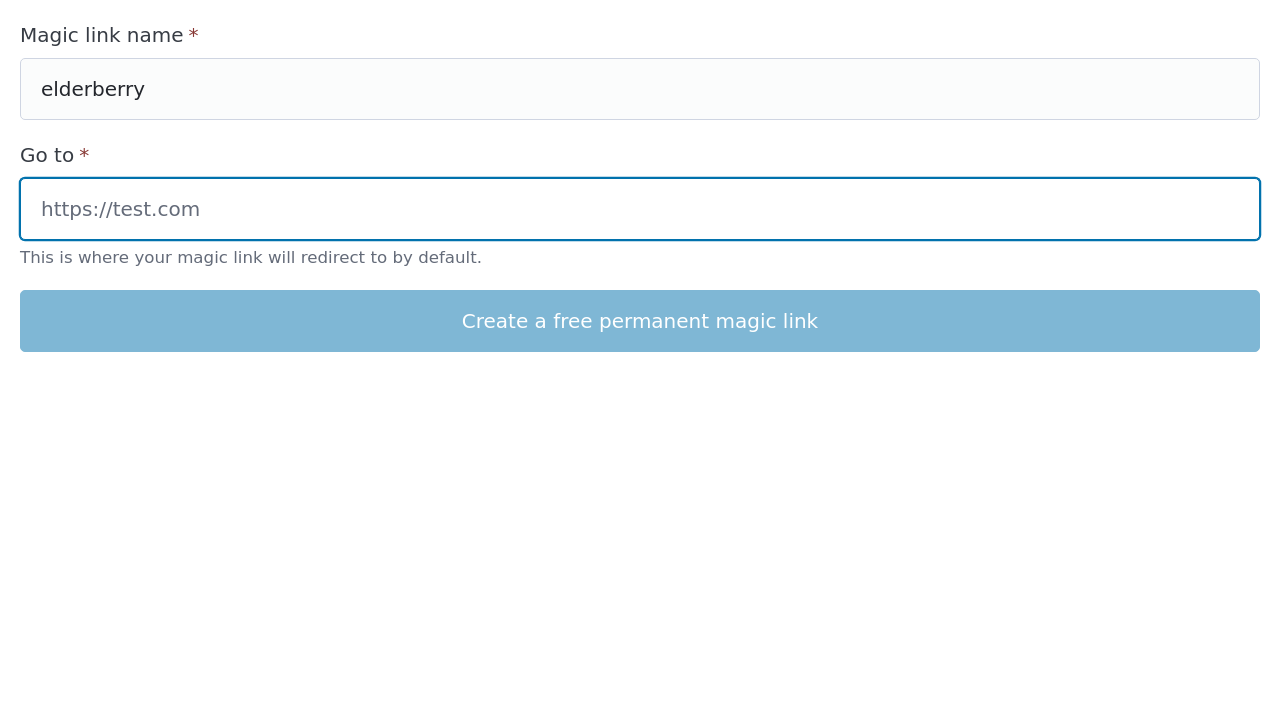 Magic link name *
elderberry
Go to *
https://test.com
This is where your magic link will redirect to by default.
Create a free permanent magic link